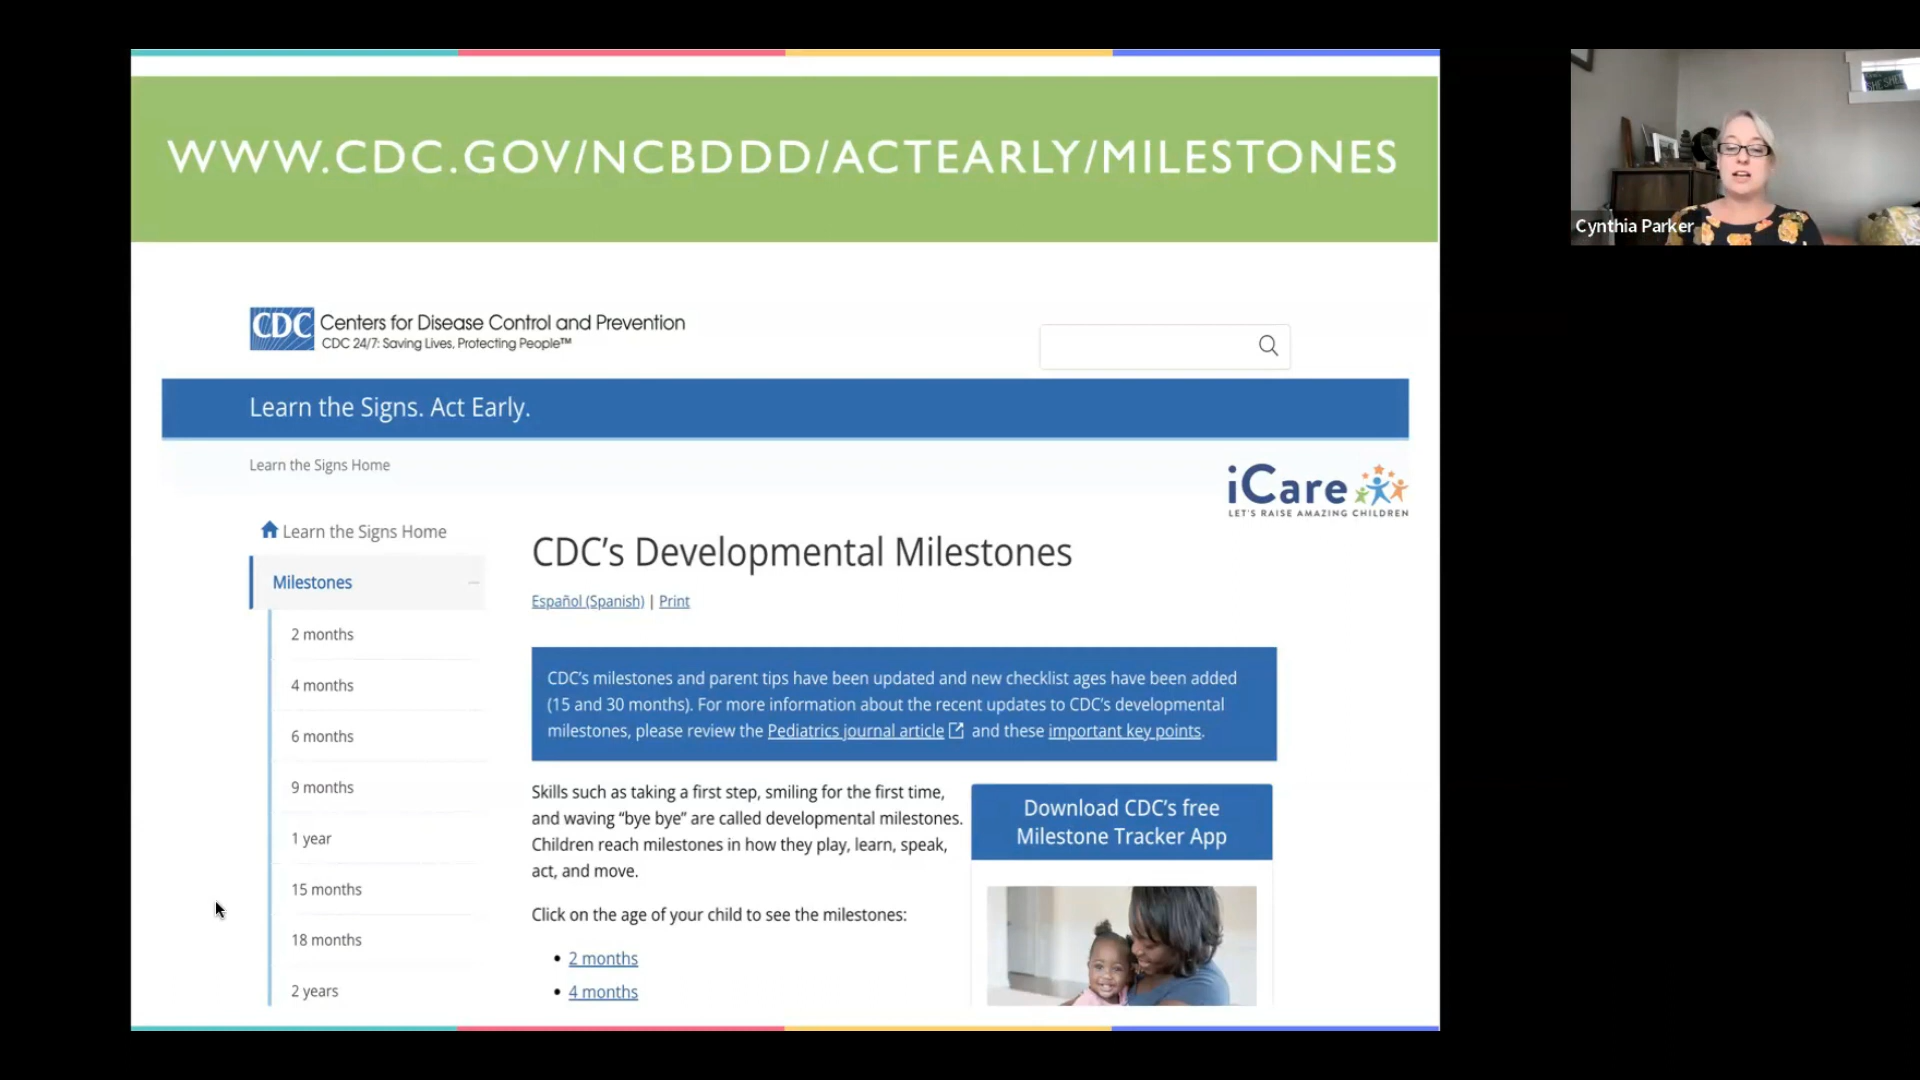 WWW.CDC.GOV/NCBDDD/ACTEARLY/MILESTONES
CDC Centers for Disease Control and Prevention
CDC 24/7: Saving Lives, Protecting People™
Learn the Signs. Act Early.
Learn the Signs Home
iCare
LET'S RAISE AMAZING CHILDREN
Learn the Signs Home
Milestones
2 months
4 months
6 months
9 months
1 year
15 months
18 months
2 years
CDC’s Developmental Milestones
Español (Spanish) | Print
CDC’s milestones and parent tips have been updated and new checklist ages have been added
(15 and 30 months). For more information about the recent updates to CDC’s developmental
milestones, please review the Pediatrics journal article and these important key points.
Skills such as taking a first step, smiling for the first time,
and waving “bye bye” are called developmental milestones.
Children reach milestones in how they play, learn, speak,
act, and move.
Click on the age of your child to see the milestones:
• 2 months
• 4 months
Download CDC’s free
Milestone Tracker App
Cynthia Parker